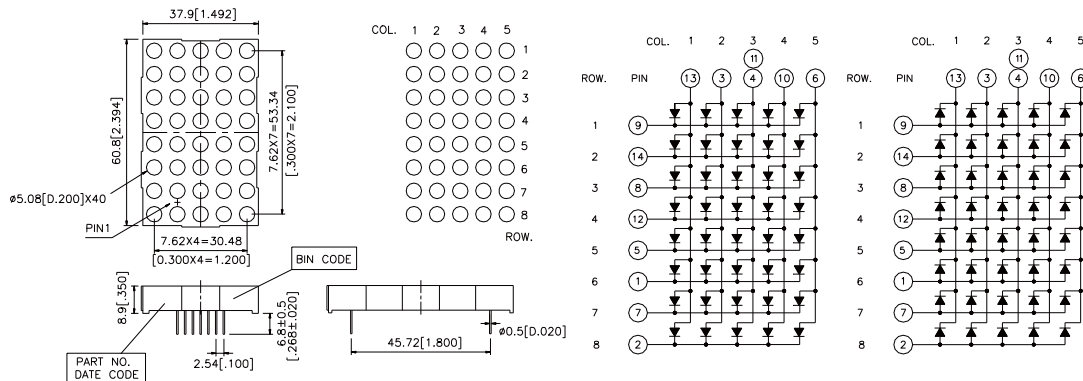 37.9[1.492]
60.8[2.394]
7.62X7=53.34
[.300X7=2.100]
ø5.08[D.200]X40
PIN1
7.62X4=30.48
[0.300X4=1.200]
BIN CODE
8.9[.350]
6.8±0.5
[.268±.020]
PART NO.
DATE CODE
2.54[.100]
45.72[1.800]
ø0.5[D.020]
COL. 1 2 3 4 5
1
2
3
4
5
6
7
8
ROW.
COL. 1 2 3 4 5
11
ROW. PIN 13 3 4 10 6
1 9
2 14
3 8
4 12
5 5
6 1
7 7
8 2
COL. 1 2 3 4 5
11
ROW. PIN 13 3 4 10 6
1 9
2 14
3 8
4 12
5 5
6 1
7 7
8 2